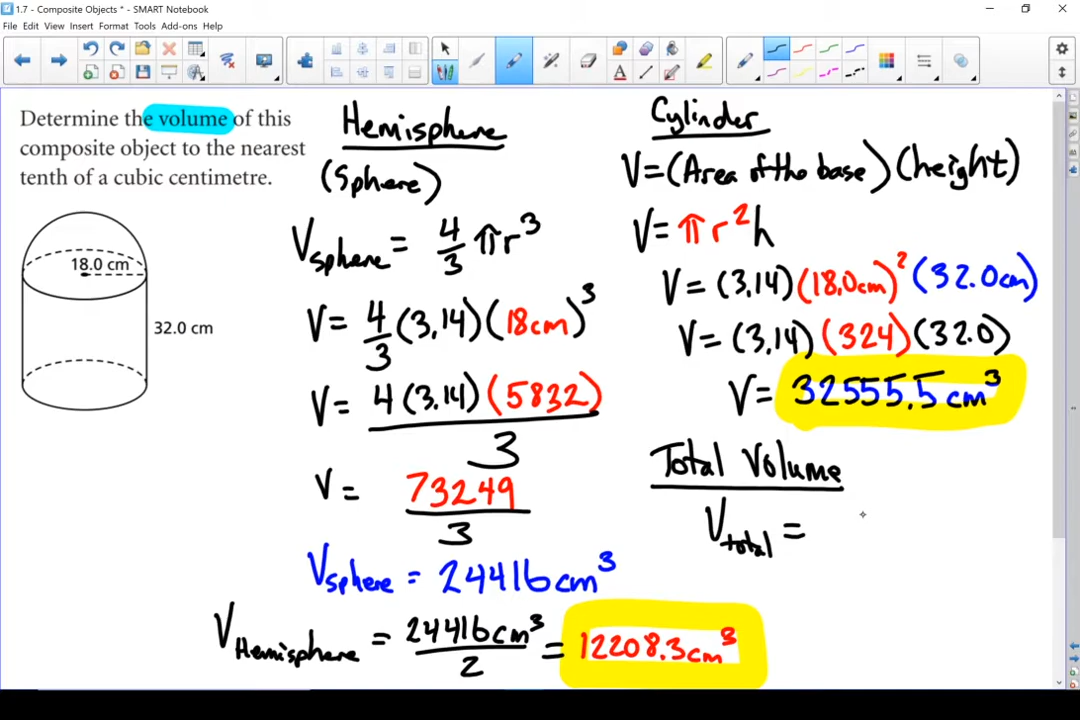 1.7 - Composite Objects * - SMART Notebook
File Edit View Insert Format Tools Add-ons Help
Determine the volume of this
composite object to the nearest
tenth of a cubic centimetre.
18.0 cm
32.0 cm
Hemisphere
(Sphere)
Vsphere = 4/3 πr³
V = 4/3 (3.14)(18cm)³
V = 4(3.14)(5832)/3
V = 73249/3
Vsphere = 24416cm³
VHemisphere = 24416cm³/2 = 12208.3cm³
Cylinder
V=(Area of the base)(height)
V= πr²h
V= (3.14)(18.0cm)²(32.0cm)
V= (3.14)(324)(32.0)
V= 32555.5cm³
Total Volume
Vtotal =